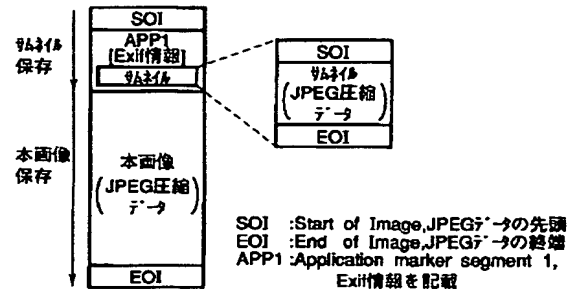 SOI
APP1
[Exif情報]
サムネイル
サムネイル
保存
本画像
保存
本画像
(JPEG圧縮
データ)
EOI
SOI
サムネイル
(JPEG圧縮
データ)
EOI
SOI :Start of Image,JPEGデータの先頭
EOI :End of Image,JPEGデータの終端
APP1 :Application marker segment 1,
Exif情報を記載